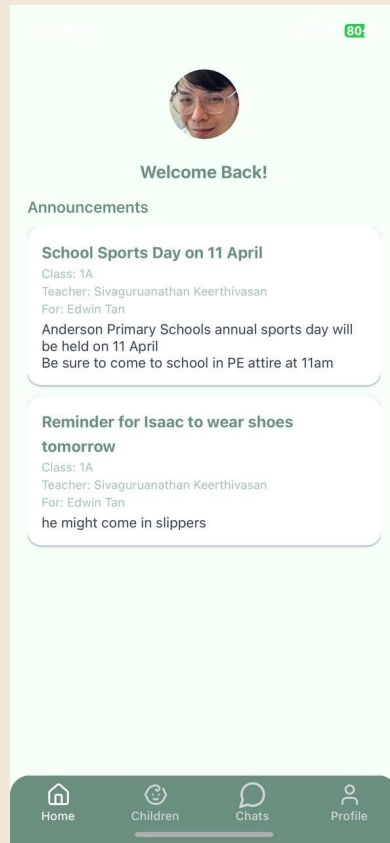 80
Welcome Back!
Announcements
School Sports Day on 11 April
Class: 1A
Teacher: Sivaguruanathan Keerthivasan
For: Edwin Tan
Anderson Primary Schools annual sports day will
be held on 11 April
Be sure to come to school in PE attire at 11am
Reminder for Isaac to wear shoes
tomorrow
Class: 1A
Teacher: Sivaguruanathan Keerthivasan
For: Edwin Tan
he might come in slippers
Home
Children
Chats
Profile